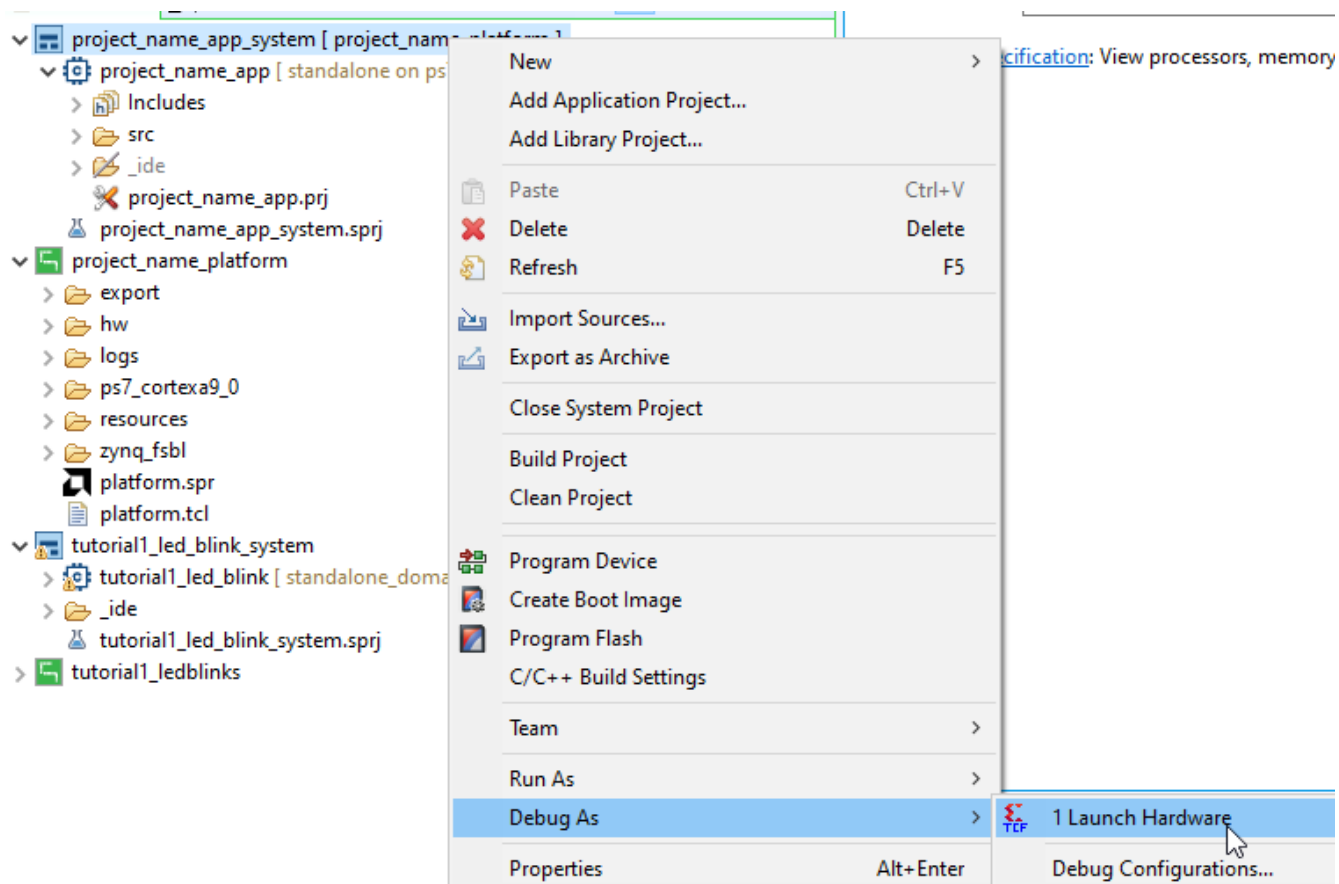 project_name_app_system [ project_name_platform ]
project_name_app [ standalone on ps
Includes
src
_ide
project_name_app.prj
project_name_app_system.sprj
project_name_platform
export
hw
logs
ps7_cortexa9_0
resources
zynq_fsbl
platform.spr
platform.tcl
tutorial1_led_blink_system
tutorial1_led_blink [ standalone_doma
_ide
tutorial1_led_blink_system.sprj
tutorial1_ledblinks
New
Add Application Project...
Add Library Project...
Paste Ctrl+V
Delete Delete
Refresh F5
Import Sources...
Export as Archive
Close System Project
Build Project
Clean Project
Program Device
Create Boot Image
Program Flash
C/C++ Build Settings
Team
Run As
Debug As
Properties Alt+Enter
TCF 1 Launch Hardware
Debug Configurations...
cification: View processors, memory